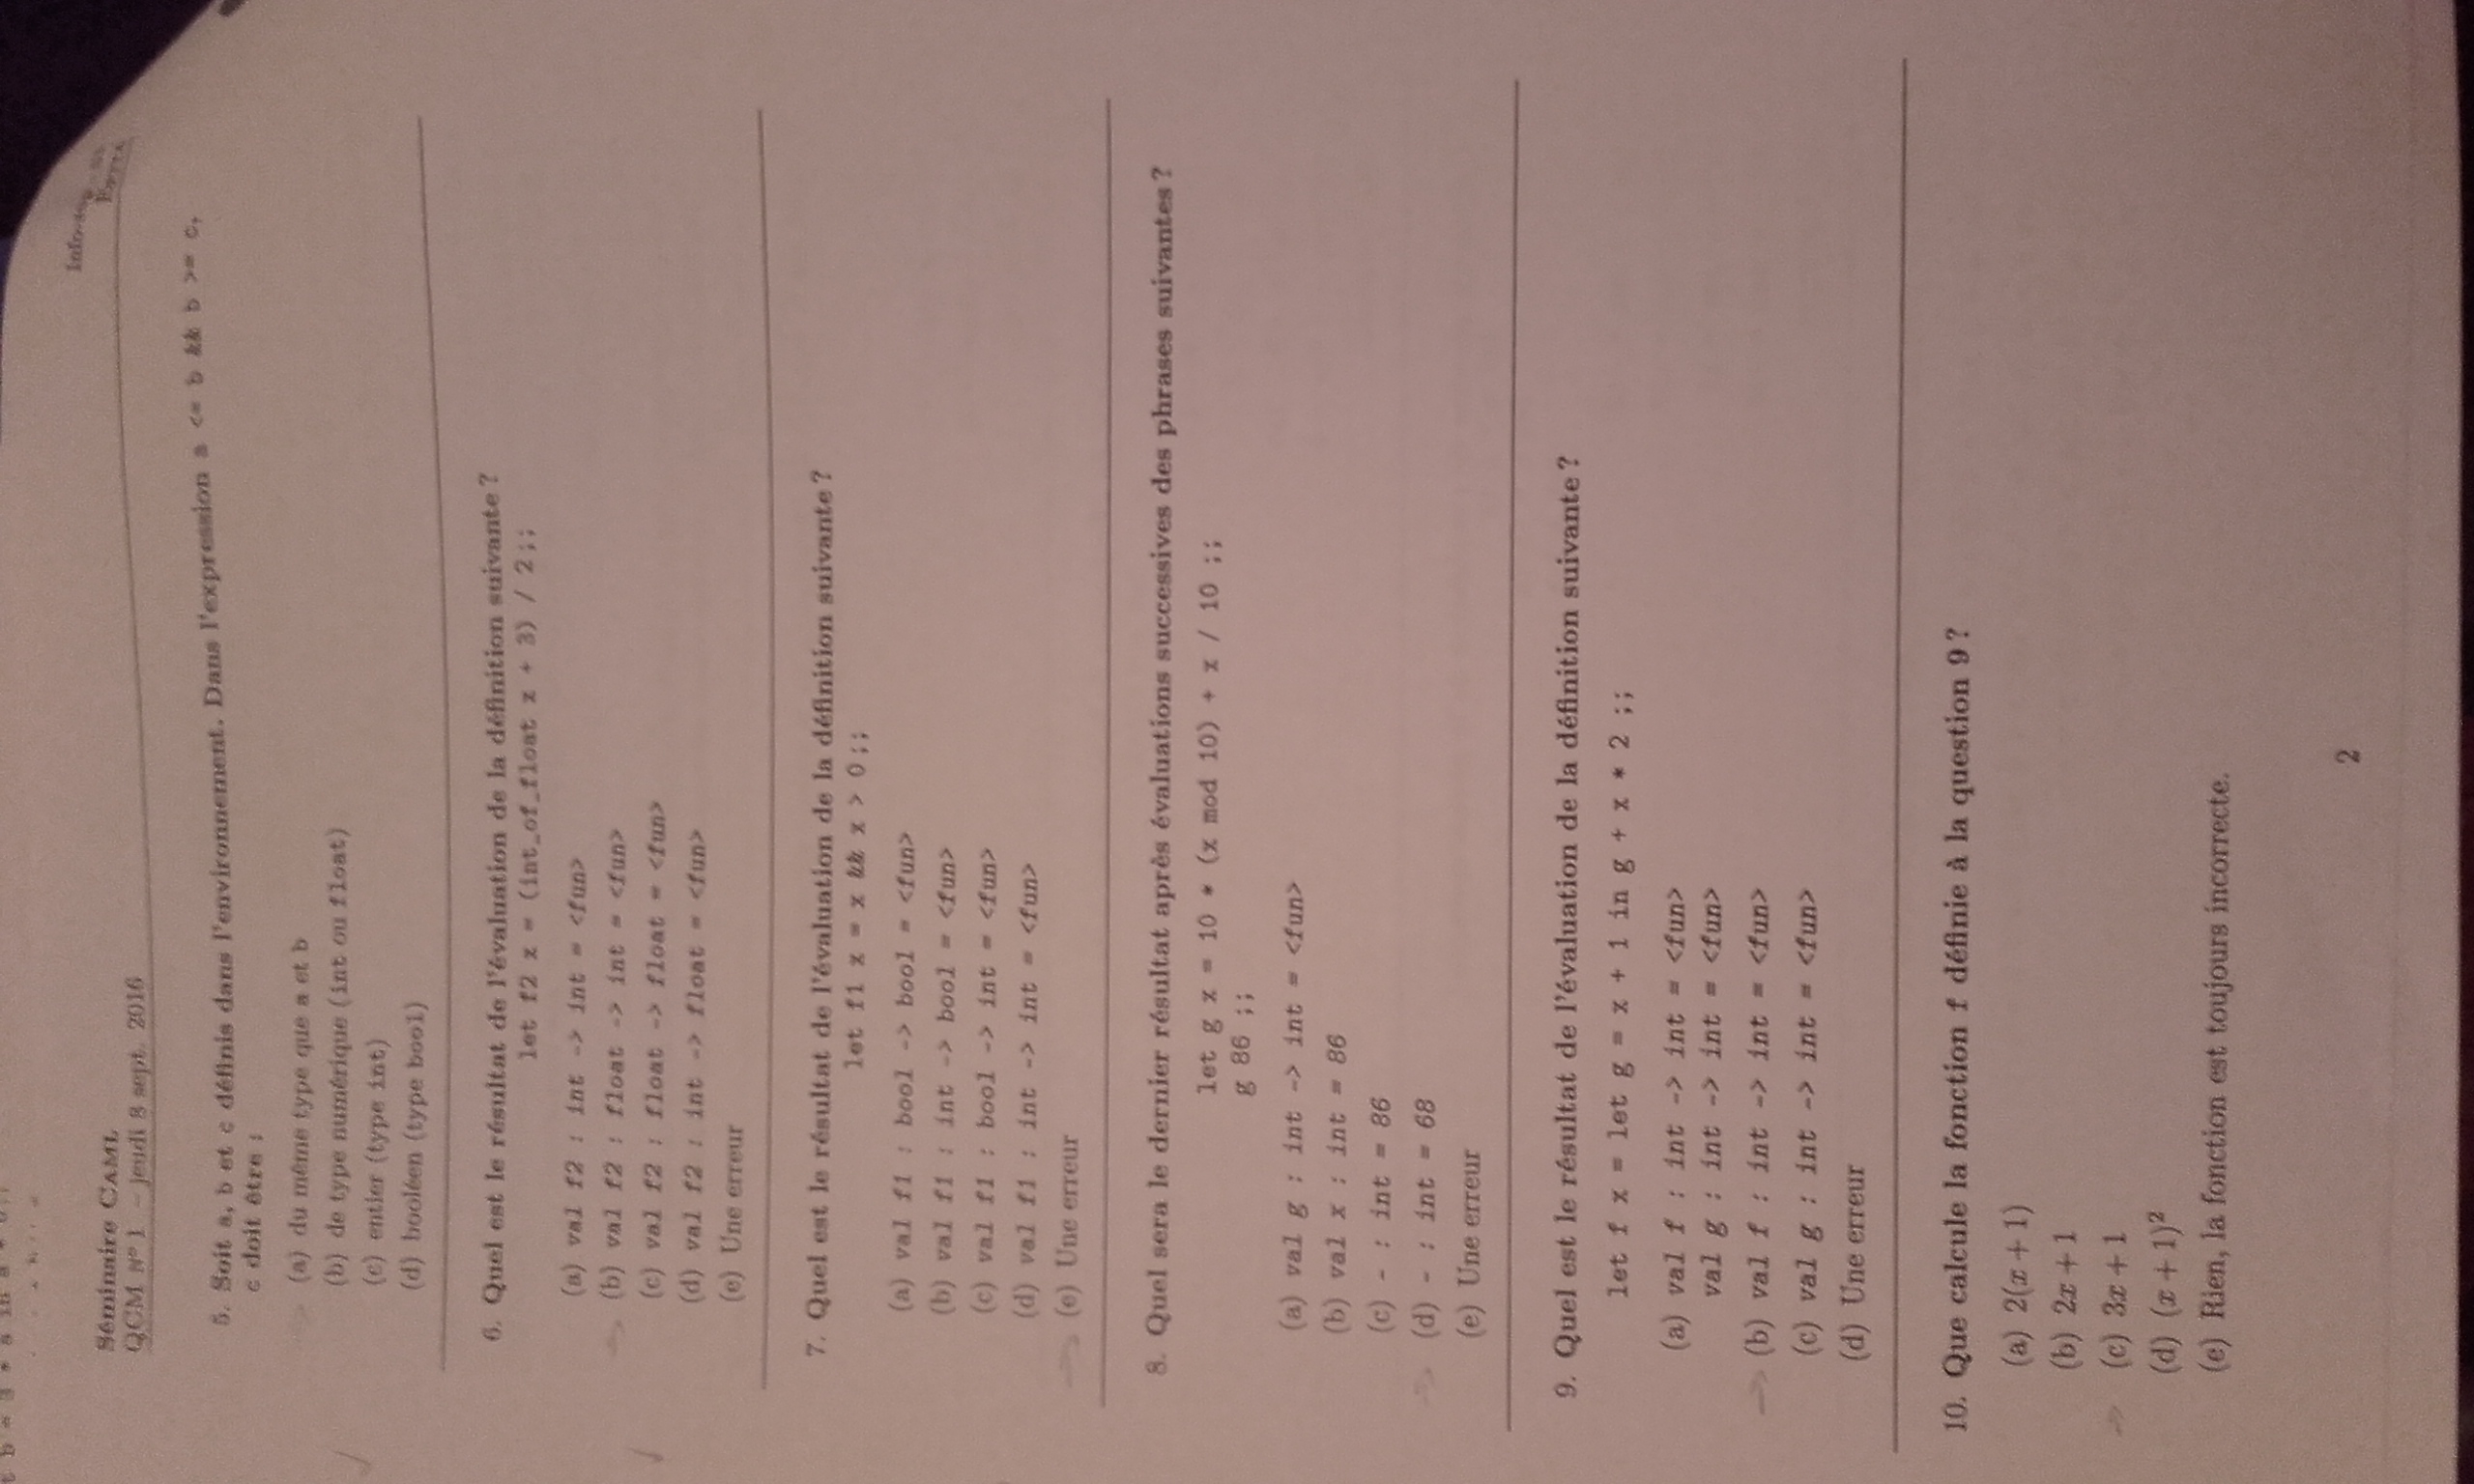 Séminaire CAML
EPITA
QCM N° 1 – jeudi 8 sept. 2016
5. Soit a, b et c définis dans l'environnement. Dans l'expression a <= b && b >= c,
c doit être :
(a) du même type que a et b
(b) de type numérique (int ou float)
(c) entier (type int)
(d) booléen (type bool)
6. Quel est le résultat de l'évaluation de la définition suivante ?
let f2 x = (int_of_float x + 3) / 2;;
(a) val f2 : int -> int = <fun>
(b) val f2 : float -> int = <fun>
(c) val f2 : float -> float = <fun>
(d) val f2 : int -> float = <fun>
(e) Une erreur
7. Quel est le résultat de l'évaluation de la définition suivante ?
let f1 x = x && x > 0;;
(a) val f1 : bool -> bool = <fun>
(b) val f1 : int -> bool = <fun>
(c) val f1 : bool -> int = <fun>
(d) val f1 : int -> int = <fun>
(e) Une erreur
8. Quel sera le dernier résultat après évaluations successives des phrases suivantes ?
let g x = 10 * (x mod 10) + x / 10 ;;
g 86 ;;
(a) val g : int -> int = <fun>
(b) val x : int = 86
(c) - : int = 86
(d) - : int = 68
(e) Une erreur
9. Quel est le résultat de l'évaluation de la définition suivante ?
let f x = let g = x + 1 in g + x * 2 ;;
(a) val f : int -> int = <fun>
val g : int -> int = <fun>
(b) val f : int -> int = <fun>
(c) val g : int -> int = <fun>
(d) Une erreur
10. Que calcule la fonction f définie à la question 9 ?
(a) 2(x + 1)
(b) 2x + 1
(c) 3x + 1
(d) (x + 1)²
(e) Rien, la fonction est toujours incorrecte.
2